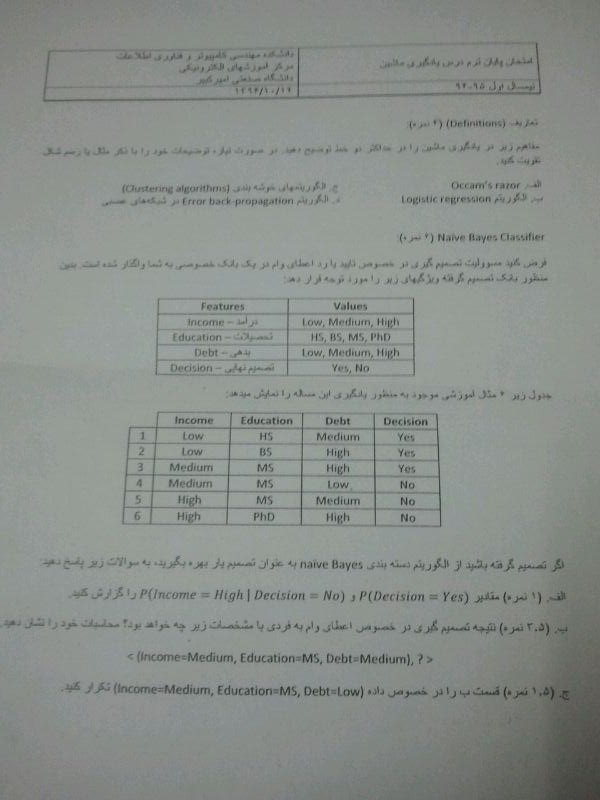 امتحان پایان ترم درس یادگیری ماشین
نیمسال اول ۹۵-۹۴
دانشکده مهندسی کامپیوتر و فناوری اطلاعات
مرکز آموزشهای الکترونیکی
دانشگاه صنعتی امیرکبیر
تعاریف (Definitions) (۴ نمره):
مفاهیم زیر در یادگیری ماشین را در حداکثر دو خط توضیح دهید. در صورت نیاز، توضیحات خود را با ذکر مثال یا رسم شکل
تقویت کنید.
الف. Occam's razor
ج. الگوریتمهای خوشه بندی (Clustering algorithms)
ب. الگوریتم Logistic regression
د. الگوریتم Error back-propagation در شبکه‌های عصبی
Naïve Bayes Classifier (۶ نمره):
فرض کنید مسوولیت تصمیم گیری در خصوص تایید یا رد اعطای وام در یک بانک خصوصی به شما واگذار شده است. بدین
منظور بانک تصمیم گرفته ویژگیهای زیر را مورد توجه قرار دهد:
Features Values
Income – درآمد Low, Medium, High
Education – تحصیلات HS, BS, MS, PhD
Debt – بدهی Low, Medium, High
Decision – تصمیم نهایی Yes, No
جدول زیر ۶ مثال آموزشی موجود به منظور یادگیری این مساله را نمایش میدهد:
Income Education Debt Decision
1 Low HS Medium Yes
2 Low BS High Yes
3 Medium MS High Yes
4 Medium MS Low No
5 High MS Medium No
6 High PhD High No
اگر تصمیم گرفته باشید از الگوریتم دسته بندی naive Bayes به عنوان تصمیم یار بهره بگیرید، به سوالات زیر پاسخ دهید:
الف. (۱ نمره) مقادیر P(Decision = Yes) و P(Income = High | Decision = No) را گزارش کنید.
ب. (۲.۵ نمره) نتیجه تصمیم گیری در خصوص اعطای وام به فردی با مشخصات زیر چه خواهد بود؟ محاسبات خود را نشان دهید.
< (Income=Medium, Education=MS, Debt=Medium), ? >
ج. (۱.۵ نمره) قسمت ب را در خصوص داده (Income=Medium, Education=MS, Debt=Low) تکرار کنید.